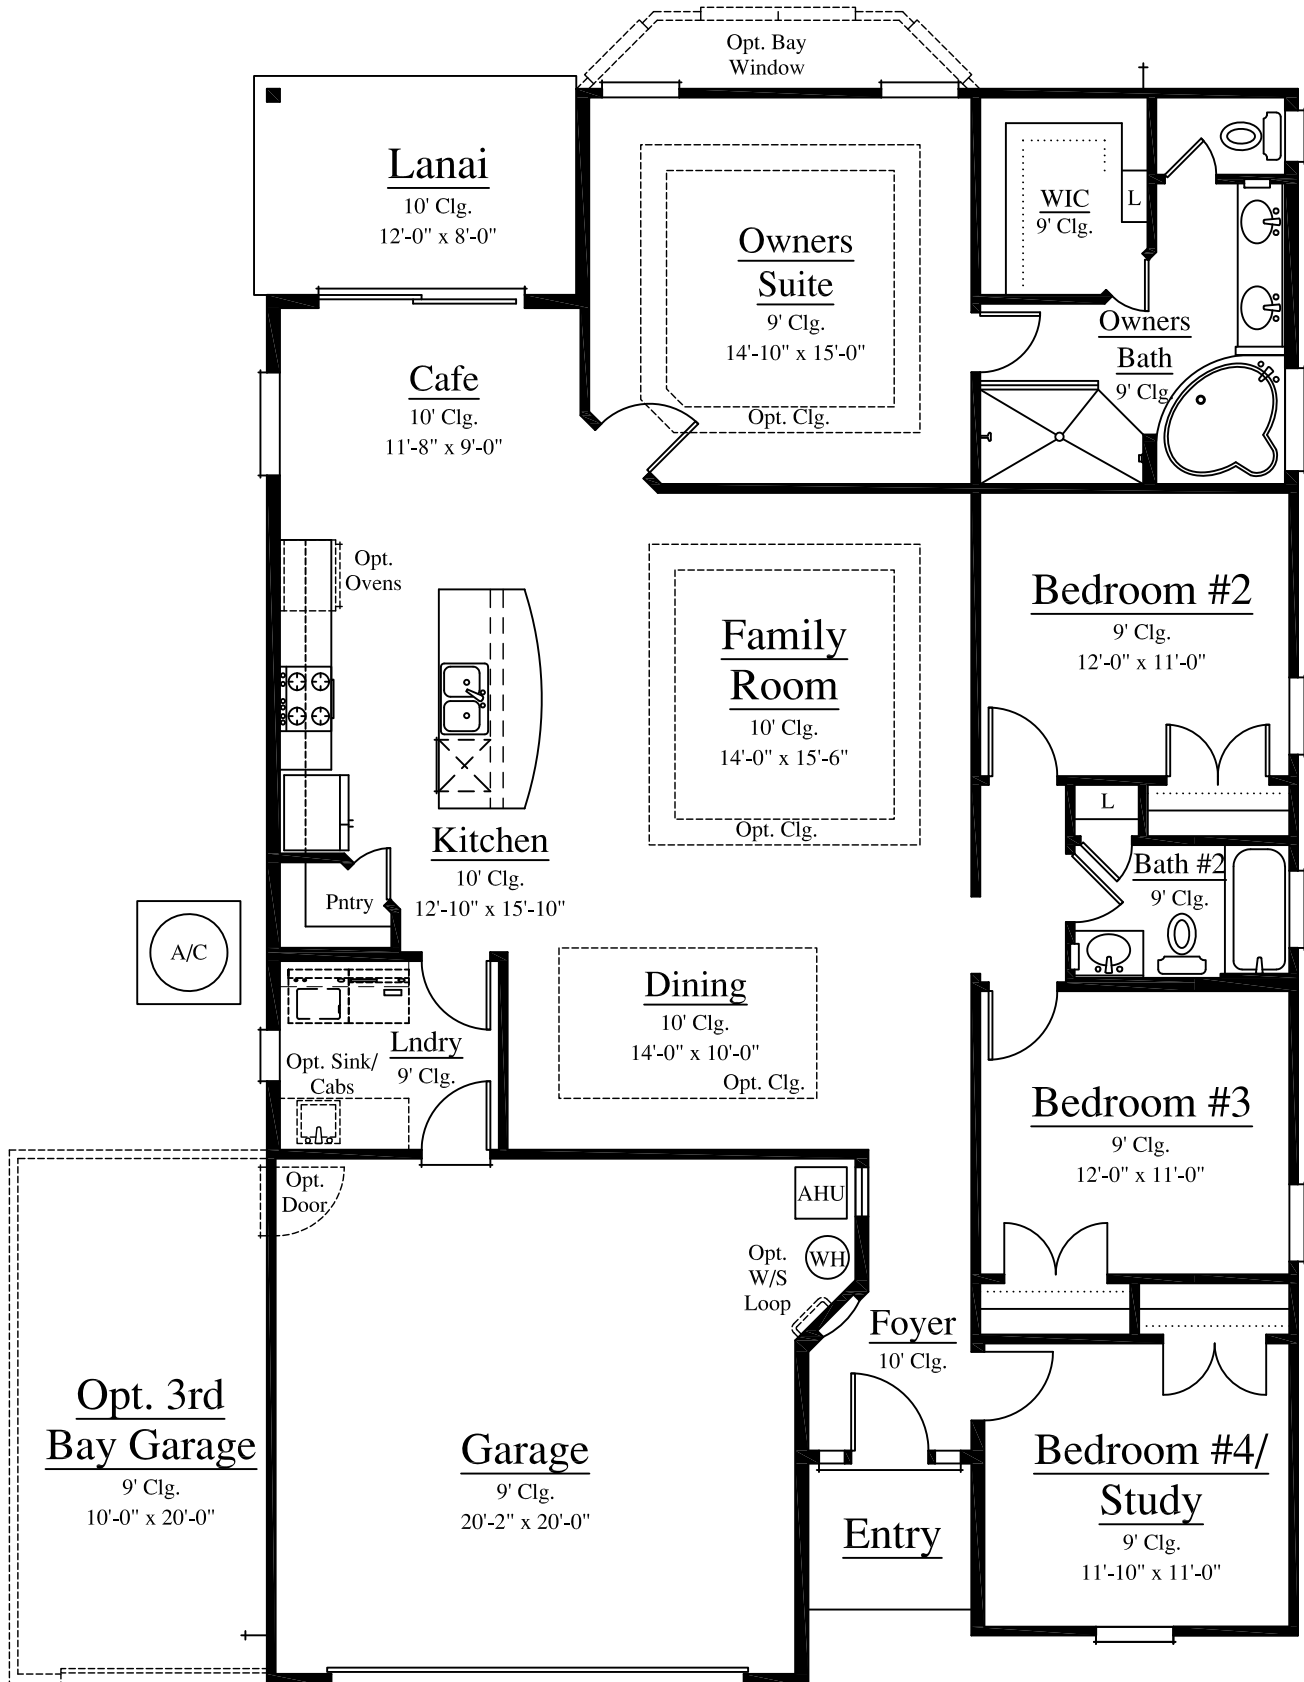 Opt. Bay
Window
Lanai
10' Clg.
12'-0" x 8'-0"
Owners
Suite
9' Clg.
14'-10" x 15'-0"
Opt. Clg.
WIC
9' Clg.
L
Owners
Bath
9' Clg.
Cafe
10' Clg.
11'-8" x 9'-0"
Opt.
Ovens
Family
Room
10' Clg.
14'-0" x 15'-6"
Opt. Clg.
Bedroom #2
9' Clg.
12'-0" x 11'-0"
L
Kitchen
10' Clg.
12'-10" x 15'-10"
Pntry
Bath #2
9' Clg.
A/C
Dining
10' Clg.
14'-0" x 10'-0"
Opt. Clg.
Lndry
9' Clg.
Opt. Sink/
Cabs
Bedroom #3
9' Clg.
12'-0" x 11'-0"
Opt.
Door
AHU
WH
Opt.
W/S
Loop
Foyer
10' Clg.
Opt. 3rd
Bay Garage
9' Clg.
10'-0" x 20'-0"
Garage
9' Clg.
20'-2" x 20'-0"
Entry
Bedroom #4/
Study
9' Clg.
11'-10" x 11'-0"